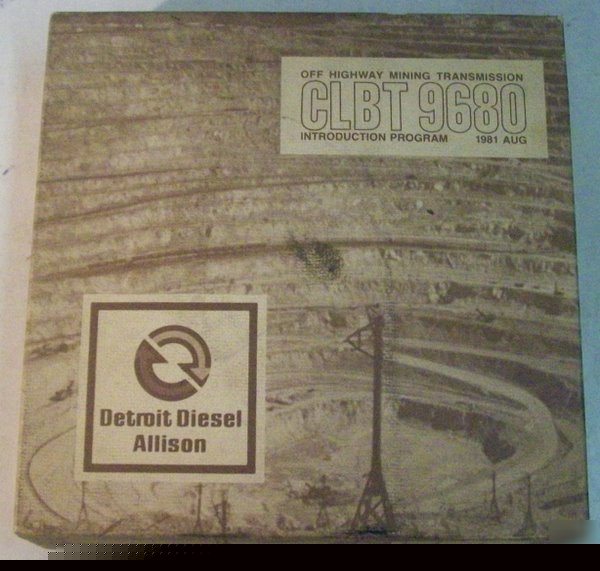 OFF HIGHWAY MINING TRANSMISSION
CLBT 9680
INTRODUCTION PROGRAM 1981 AUG
Detroit Diesel
Allison